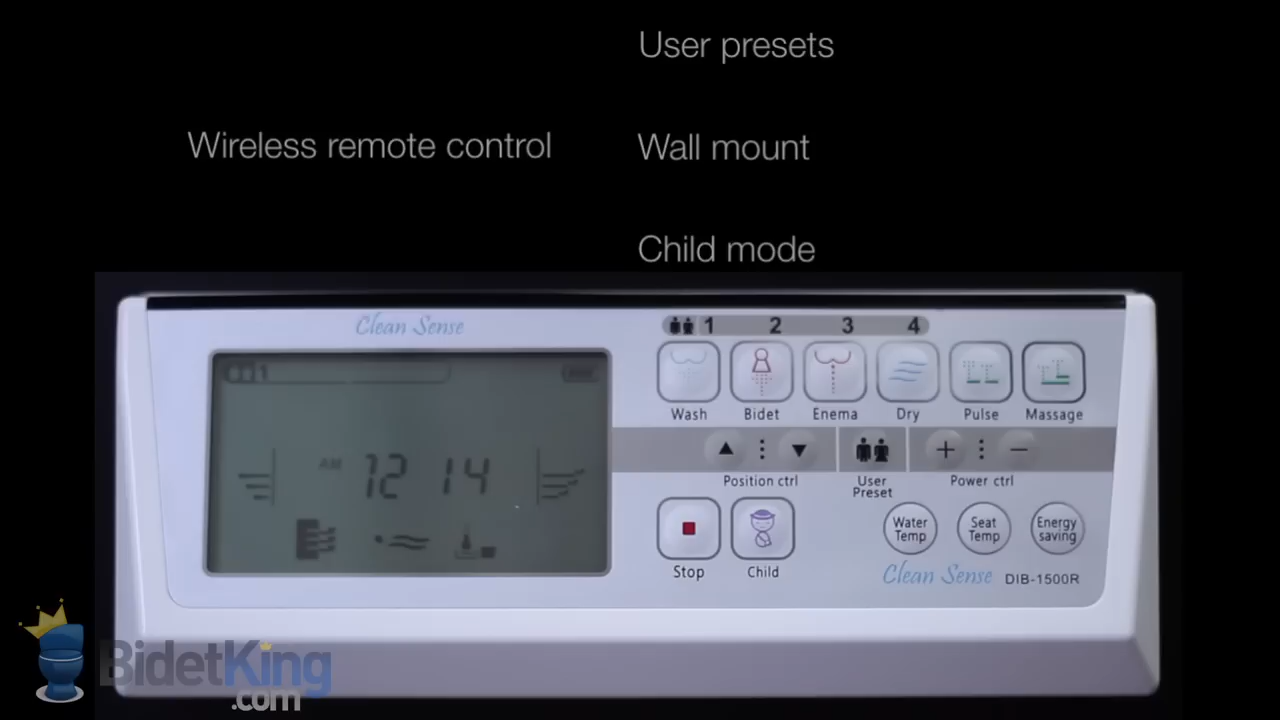 User presets
Wireless remote control
Wall mount
Child mode
Clean Sense
1 2 3 4
1
AM 12 14
Wash Bidet Enema Dry Pulse Massage
Position ctrl
User
Preset
Power ctrl
Water
Temp
Seat
Temp
Energy
saving
Stop Child
Clean Sense DIB-1500R
BidetKing
.com